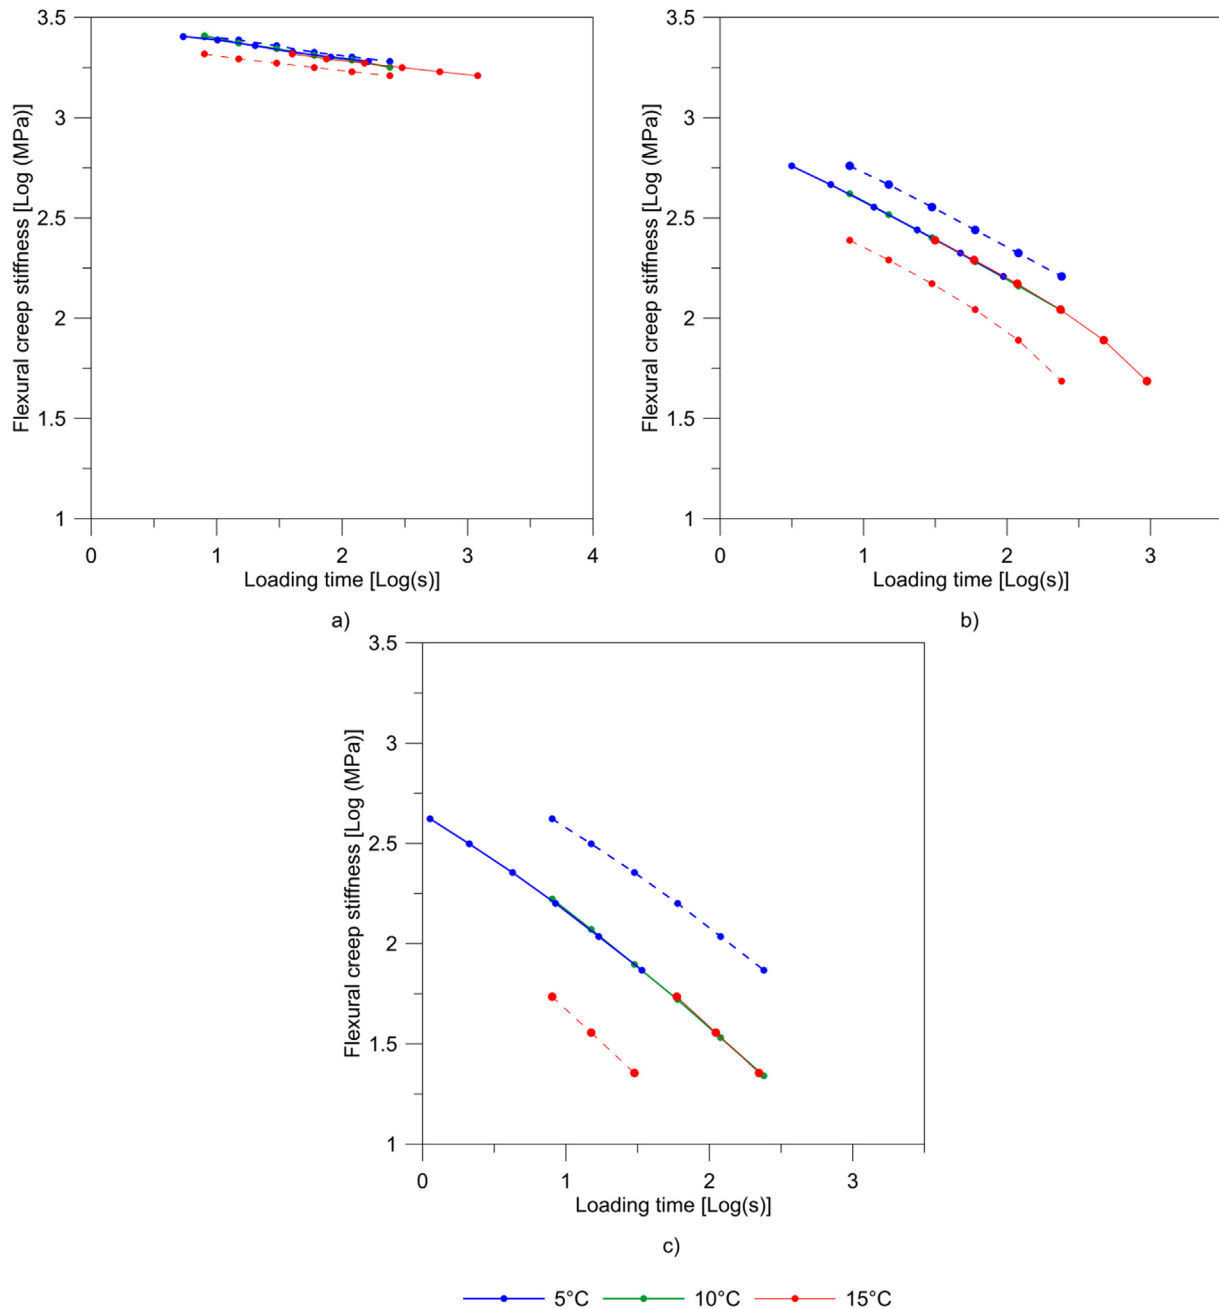 3.5
3
2.5
2
1.5
1
Flexural creep stiffness [Log (MPa)]
0 1 2 3 4
Loading time [Log(s)]
a)
3.5
3
2.5
2
1.5
1
Flexural creep stiffness [Log (MPa)]
0 1 2 3
Loading time [Log(s)]
b)
3.5
3
2.5
2
1.5
1
Flexural creep stiffness [Log (MPa)]
0 1 2 3
Loading time [Log(s)]
c)
5°C 10°C 15°C